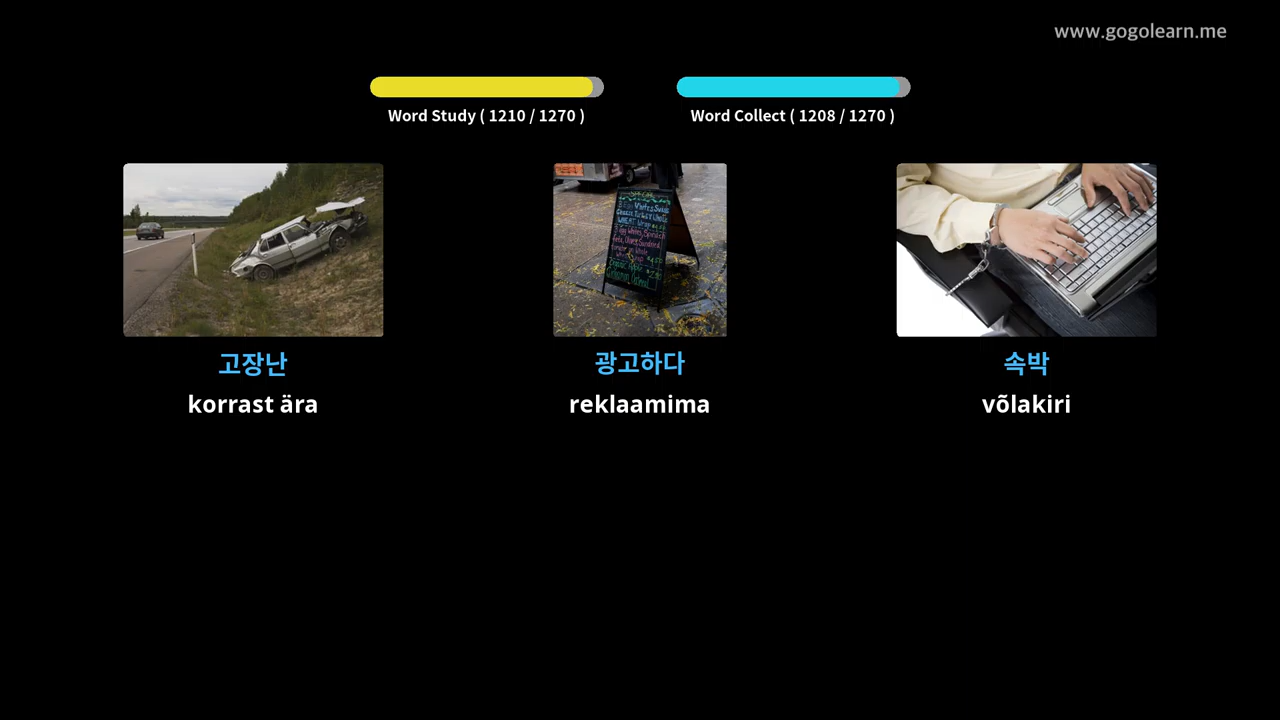 www.gogolearn.me
Word Study ( 1210 / 1270 )
Word Collect ( 1208 / 1270 )
고장난
광고하다
속박
korrast ära
reklaamima
võlakiri